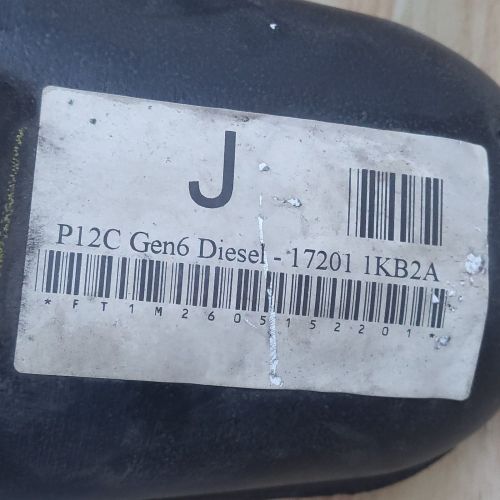 J
P12C Gen6 Diesel - 17201 1KB2A
*FT1M2605152201*